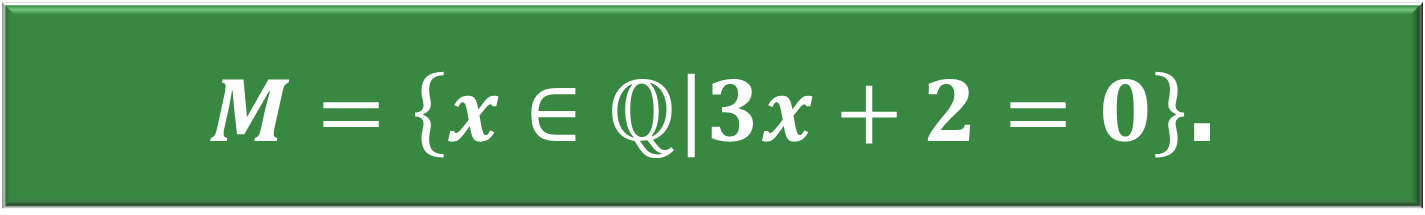 M = {x ∈ ℚ|3x + 2 = 0}.